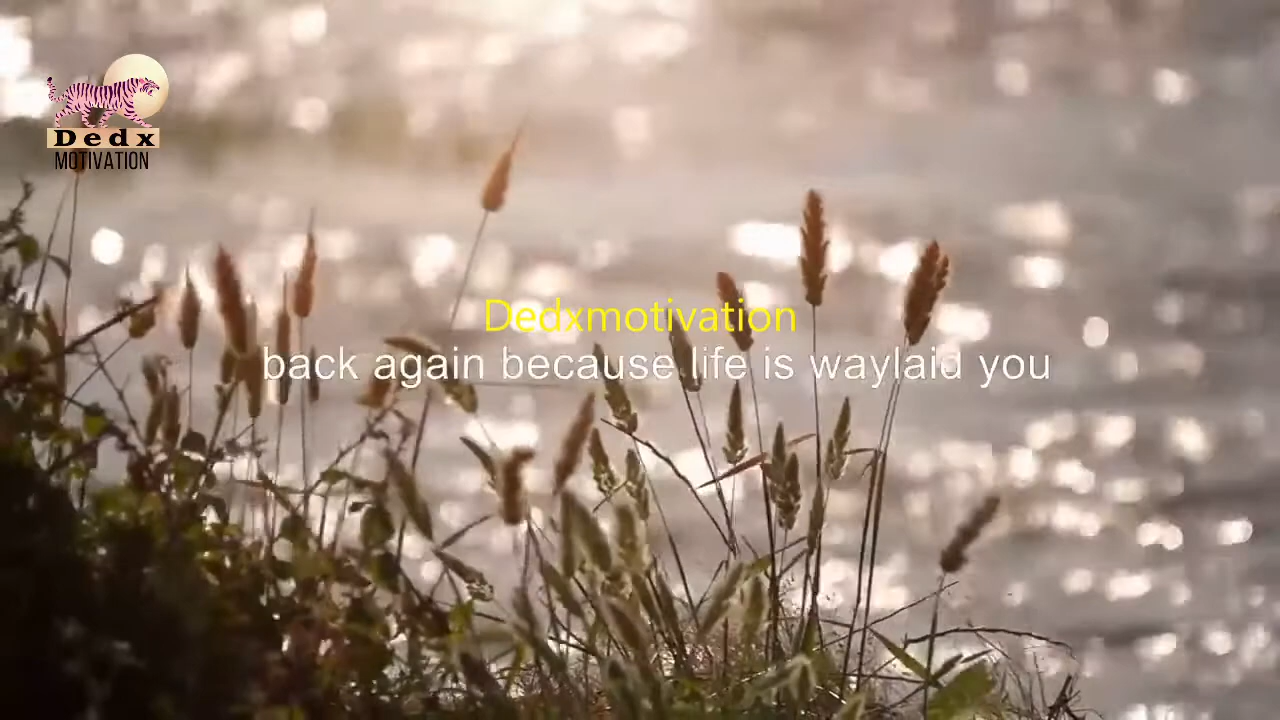 Dedx
MOTIVATION
Dedxmotivation
back again because life is waylaid you